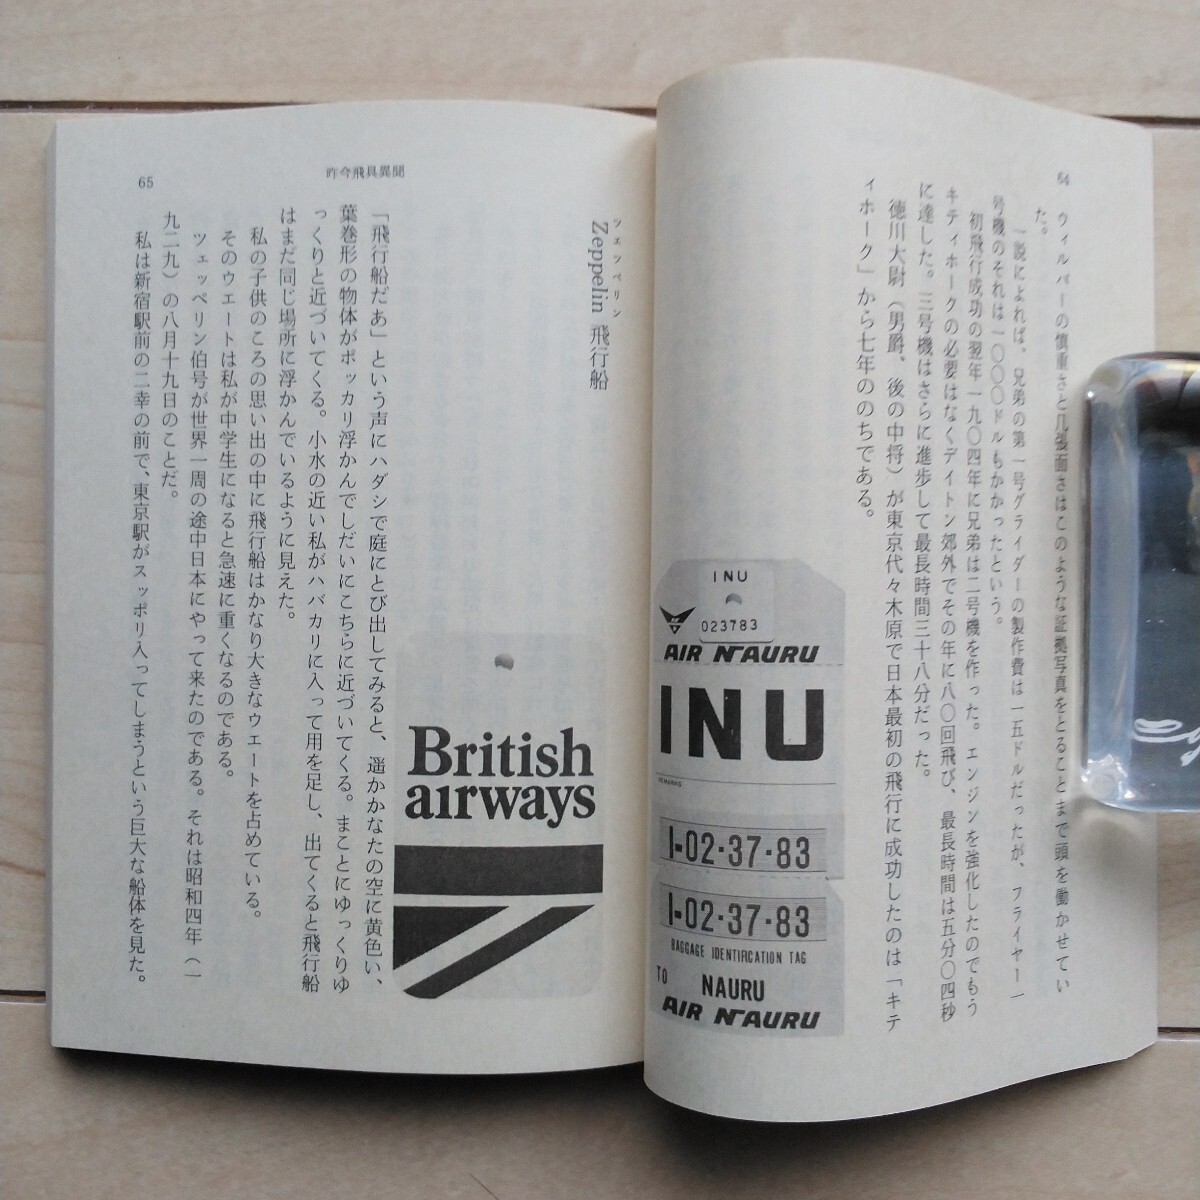 64
ウィルバーの慎重さと几張面さはこのような証拠写真をとることまで頭を働かせてい
た。
一説によれば、兄弟の第一号グライダーの製作費は一五ドルだったが、フライヤー一
号機のそれは一〇〇〇ドルもかかったという。
初飛行成功の翌年一九〇四年に兄弟は二号機を作った。エンジンを強化したのでもう
キティホークの必要はなくデイトン郊外でその年に八〇回飛び、最長時間は五分〇四秒
に達した。三号機はさらに進歩して最長時間三十八分だった。
徳川大尉（男爵、後の中将）が東京代々木原で日本最初の飛行に成功したのは「キテ
ィホーク」から七年ののちである。
INU
023783
AIR NAURU
INU
REMARKS
1-02-37-83
1-02-37-83
BAGGAGE IDENTIFICATION TAG
TO NAURU
AIR NAURU
昨今飛具異聞
65
ツェッペリン
Zeppelin 飛行船
「飛行船だあ」という声にハダシで庭にとび出してみると、遥かかなたの空に黄色い、
葉巻形の物体がポッカリ浮かんでしだいにこちらに近づいてくる。まことにゆっくりゆ
っくりと近づいてくる。小水の近い私がハバカリに入って用を足し、出てくると飛行船
はまだ同じ場所に浮かんでいるように見えた。
私の子供のころの思い出の中に飛行船はかなり大きなウェートを占めている。
そのウエートは私が中学生になると急速に重くなるのである。
ツェッペリン伯号が世界一周の途中日本にやって来たのである。それは昭和四年（一
九二九）の八月十九日のことだ。
私は新宿駅前の二幸の前で、東京駅がスッポリ入ってしまうという巨大な船体を見た。
British
airways